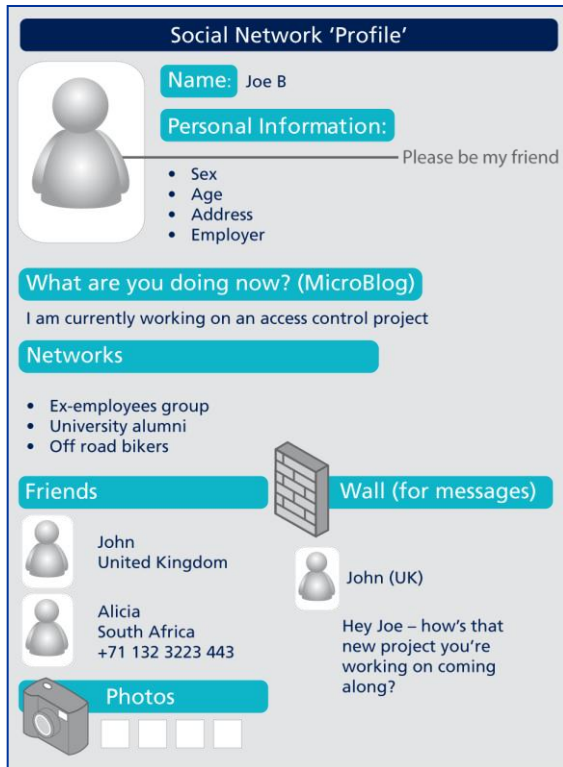 Social Network ‘Profile’
Name: Joe B
Personal Information:
Please be my friend
• Sex
• Age
• Address
• Employer
What are you doing now? (MicroBlog)
I am currently working on an access control project
Networks
• Ex-employees group
• University alumni
• Off road bikers
Friends
John
United Kingdom
Alicia
South Africa
+71 132 3223 443
Wall (for messages)
John (UK)
Hey Joe – how’s that
new project you’re
working on coming
along?
Photos